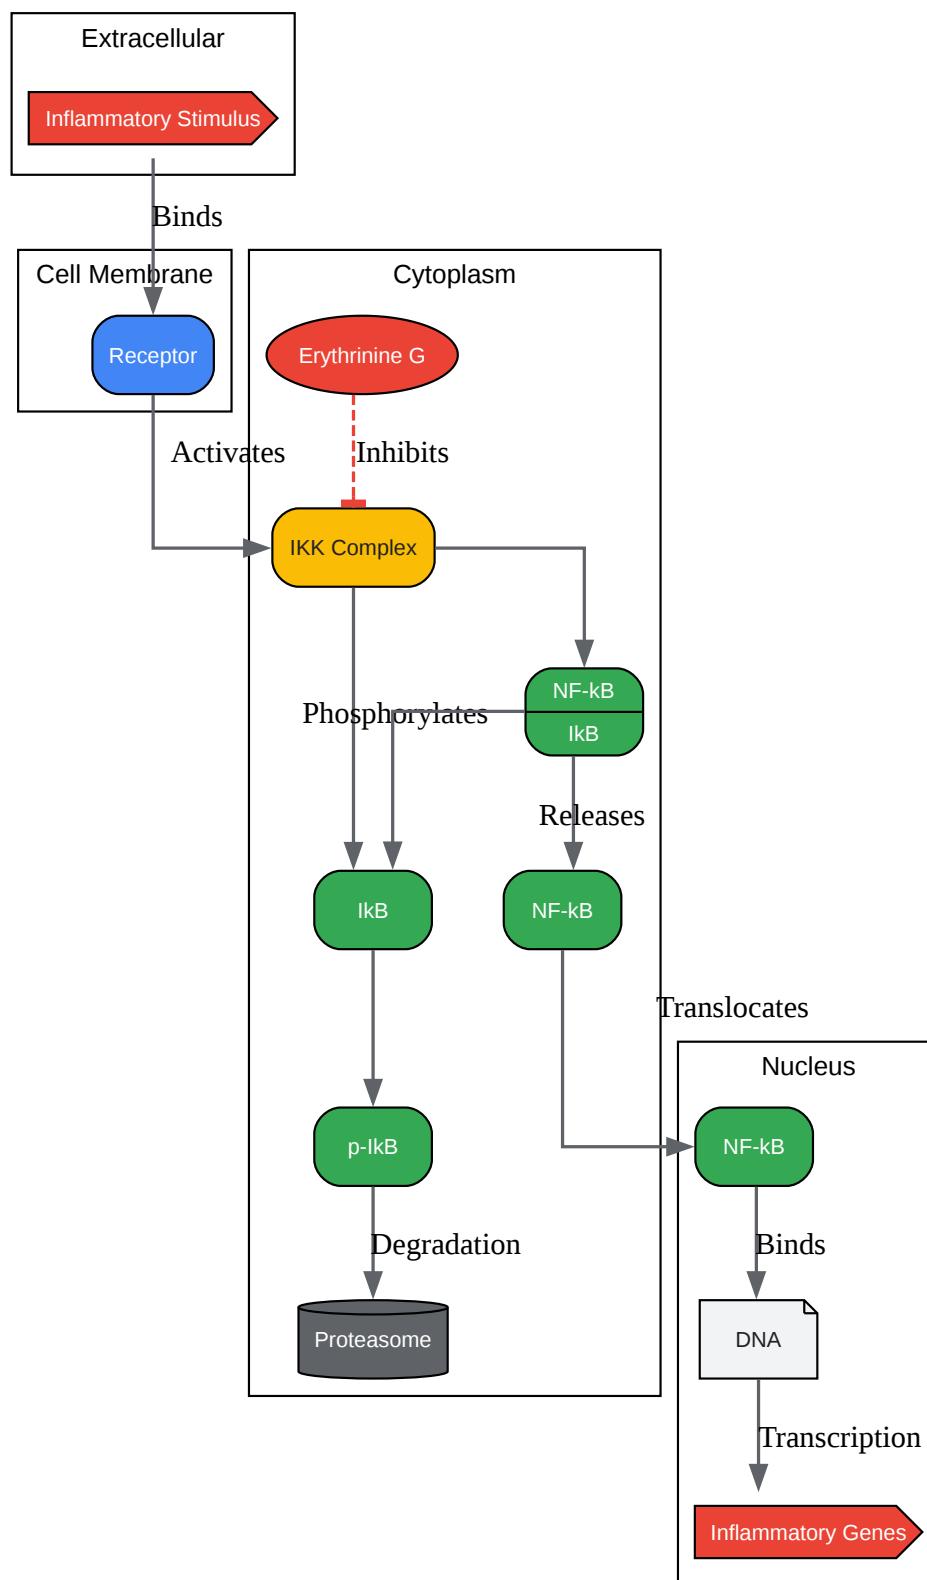 Extracellular
Inflammatory Stimulus
Binds
Cell Membrane
Cytoplasm
Receptor
Erythrinine G
Activates
Inhibits
IKK Complex
NF-kB
IkB
Phosphorylates
Releases
IkB
NF-kB
Translocates
Nucleus
p-IkB
NF-kB
Degradation
Binds
Proteasome
DNA
Transcription
Inflammatory Genes